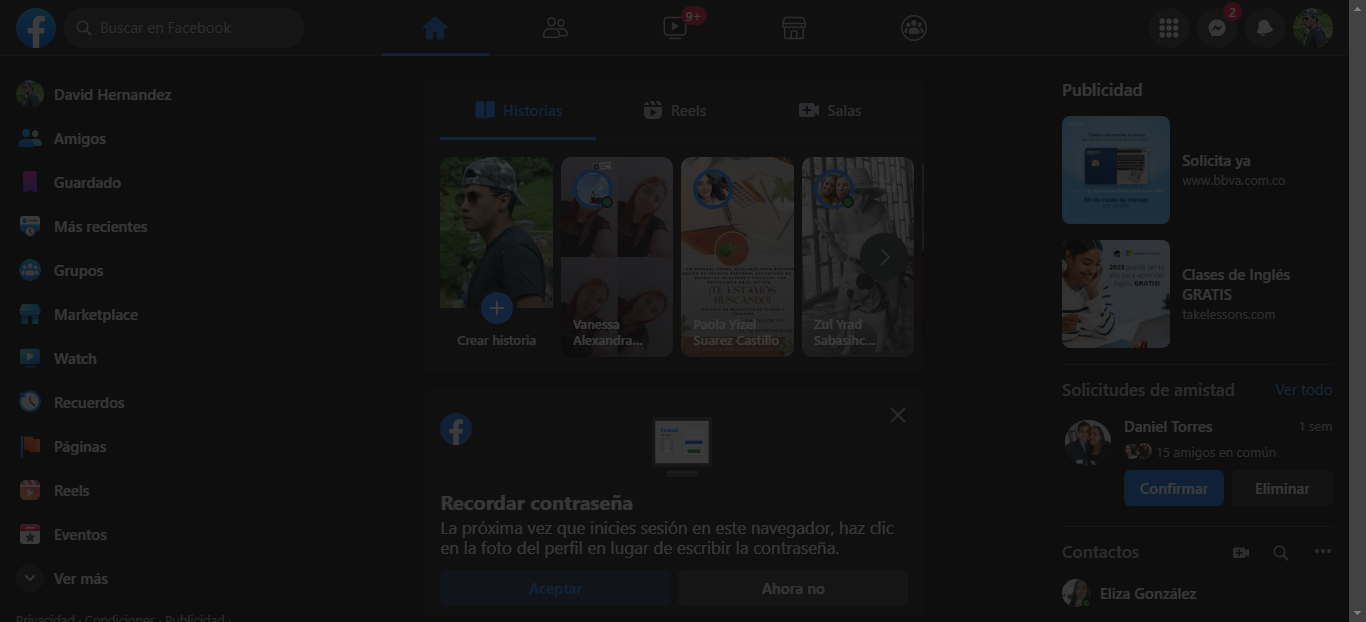 Buscar en Facebook
9+
2
David Hernandez
Amigos
Guardado
Más recientes
Grupos
Marketplace
Watch
Recuerdos
Páginas
Reels
Eventos
Ver más
Privacidad · Condiciones · Publicidad ·
Historias
Reels
Salas
Crear historia
Vanessa
Alexandra...
¡TE ESTAMOS
BUSCANDO!
Paola Yizel
Suarez Castillo
Zul Yrad
Sabasihc...
Recordar contraseña
La próxima vez que inicies sesión en este navegador, haz clic
en la foto del perfil en lugar de escribir la contraseña.
Aceptar
Ahora no
Publicidad
Solicita ya
www.bbva.com.co
Clases de Inglés
GRATIS
takelessons.com
Solicitudes de amistad
Ver todo
Daniel Torres
1 sem
15 amigos en común
Confirmar
Eliminar
Contactos
Eliza González